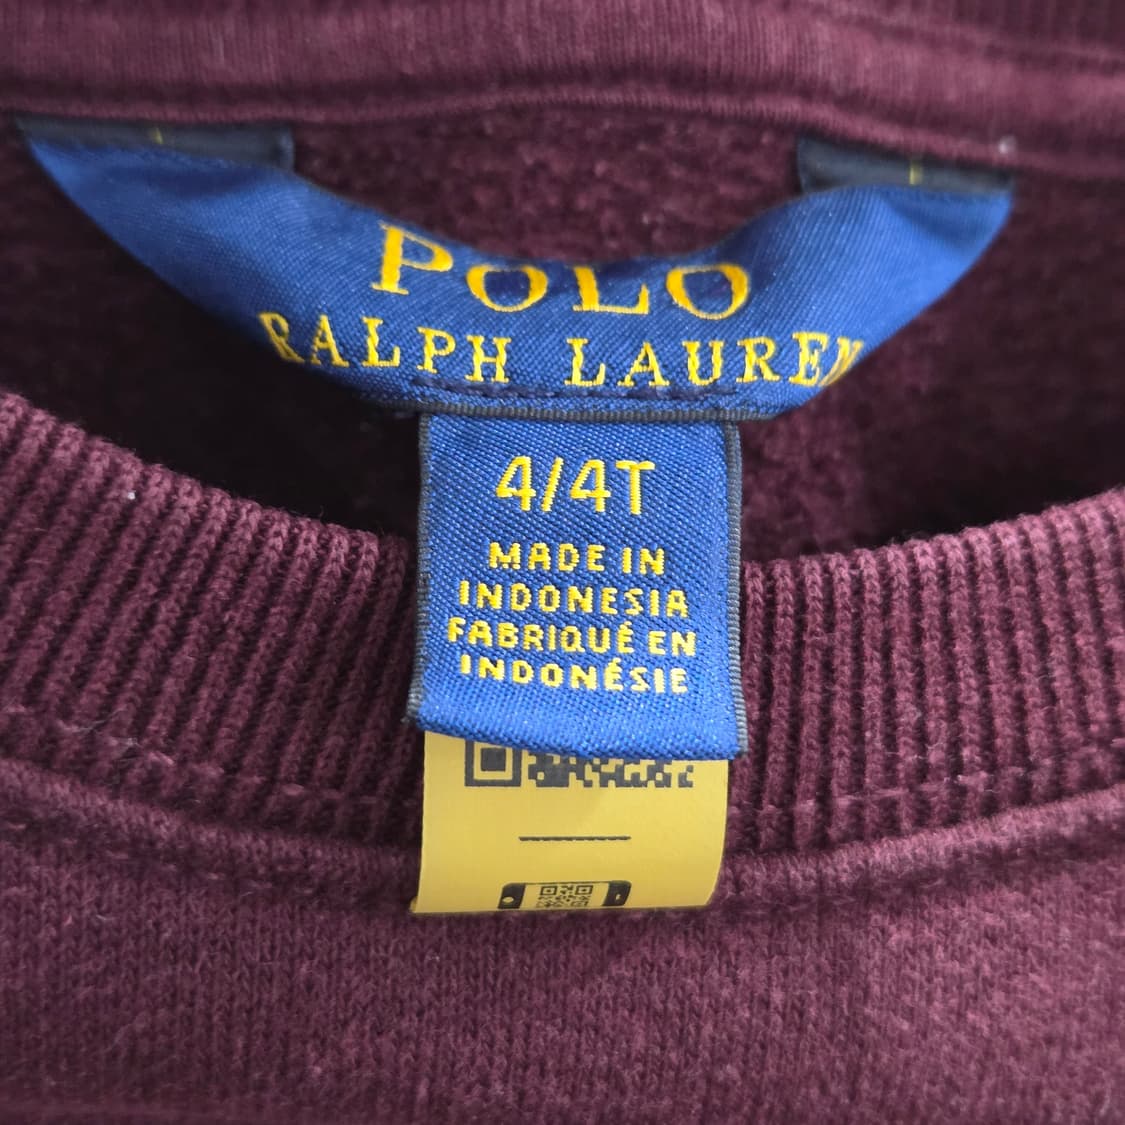 POLO
RALPH LAUREN
4/4T
MADE IN
INDONESIA
FABRIQUÉ EN
INDONÉSIE